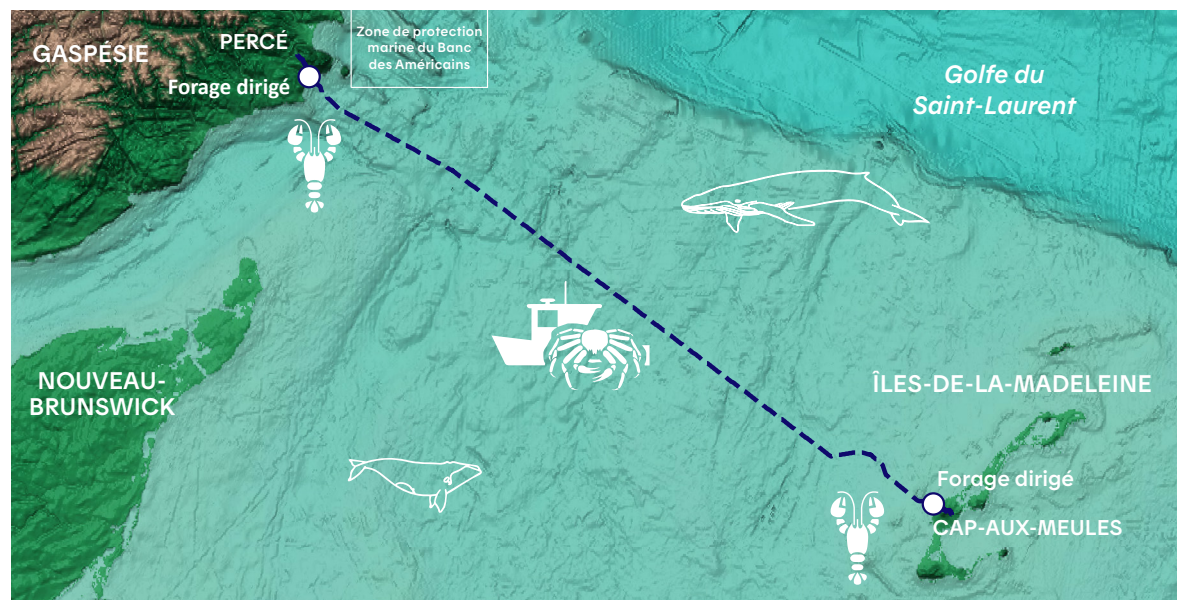 GASPÉSIE
PERCÉ
Forage dirigé
Zone de protection
marine du Banc
des Américains
Golfe du
Saint-Laurent
NOUVEAU-
BRUNSWICK
ÎLES-DE-LA-MADELEINE
Forage dirigé
CAP-AUX-MEULES